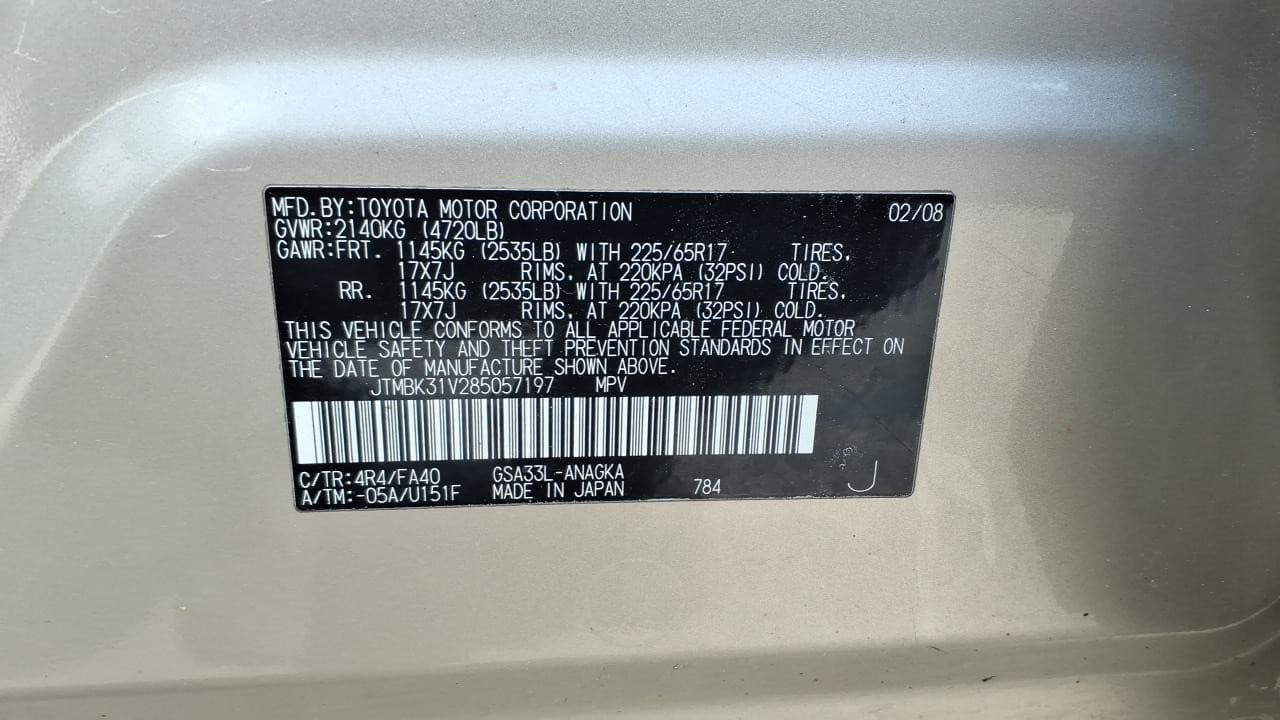 MFD.BY:TOYOTA MOTOR CORPORATION 02/08
GVWR:2140KG (4720LB)
GAWR:FRT. 1145KG (2535LB) WITH 225/65R17 TIRES,
17X7J RIMS, AT 220KPA (32PSI) COLD.
RR. 1145KG (2535LB) WITH 225/65R17 TIRES,
17X7J RIMS, AT 220KPA (32PSI) COLD.
THIS VEHICLE CONFORMS TO ALL APPLICABLE FEDERAL MOTOR
VEHICLE SAFETY AND THEFT PREVENTION STANDARDS IN EFFECT ON
THE DATE OF MANUFACTURE SHOWN ABOVE.
JTMBK31V285057197 MPV
C/TR:4R4/FA40 GSA33L-ANAGKA
A/TM:-05A/U151F MADE IN JAPAN 784 J